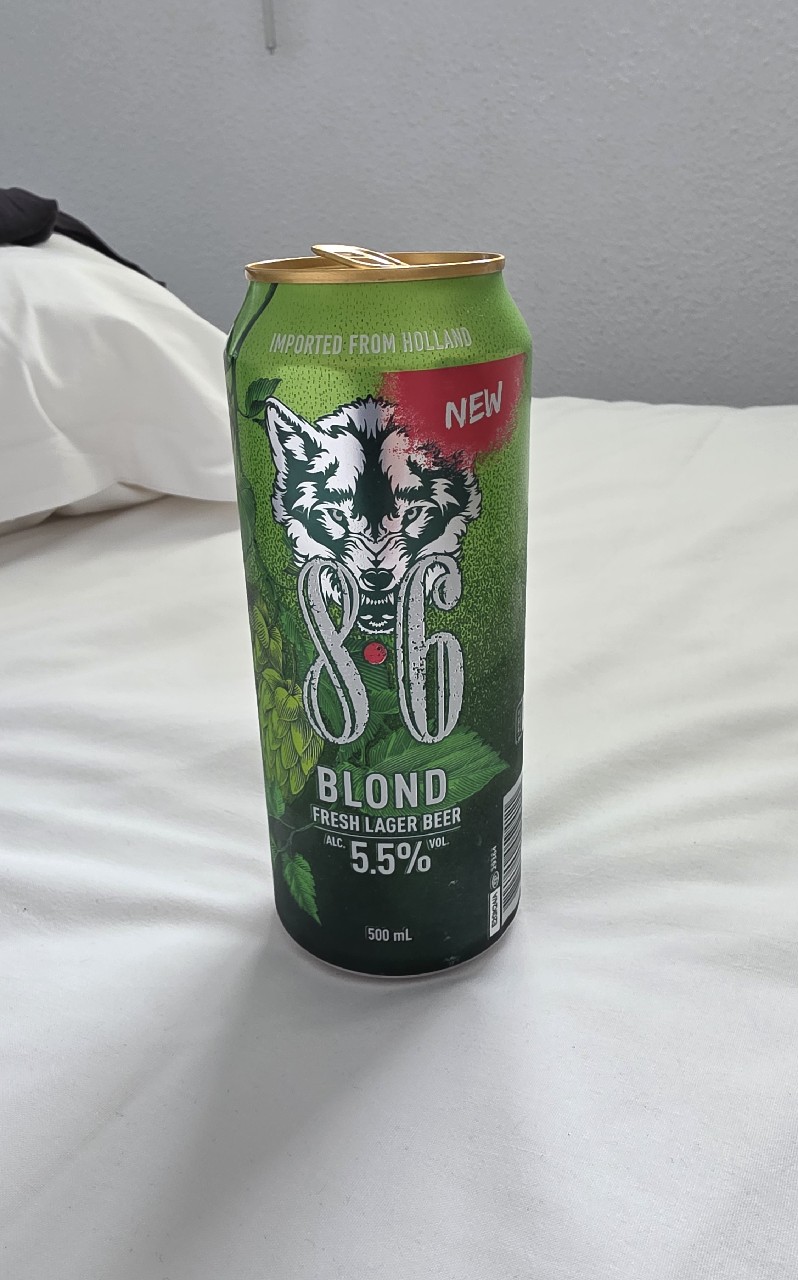 IMPORTED FROM HOLLAND
NEW
8·6
BLOND
FRESH LAGER BEER
ALC. 5.5% VOL.
500 mL